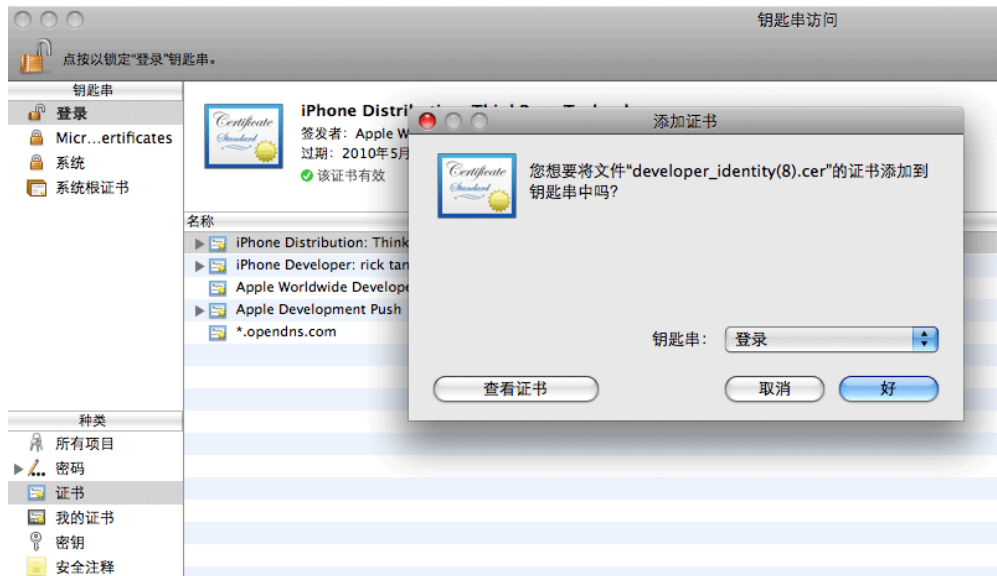 钥匙串访问
点按以锁定“登录”钥匙串。
钥匙串
登录
Micr...ertificates
系统
系统根证书
Certificate
Standard
iPhone Distri
签发者：Apple W
过期：2010年5月
该证书有效
名称
iPhone Distribution: Think
iPhone Developer: rick tan
Apple Worldwide Develope
Apple Development Push
*.opendns.com
添加证书
Certificate
Standard
您想要将文件“developer_identity(8).cer”的证书添加到
钥匙串中吗？
钥匙串：
登录
查看证书
取消
好
种类
所有项目
密码
证书
我的证书
密钥
安全注释